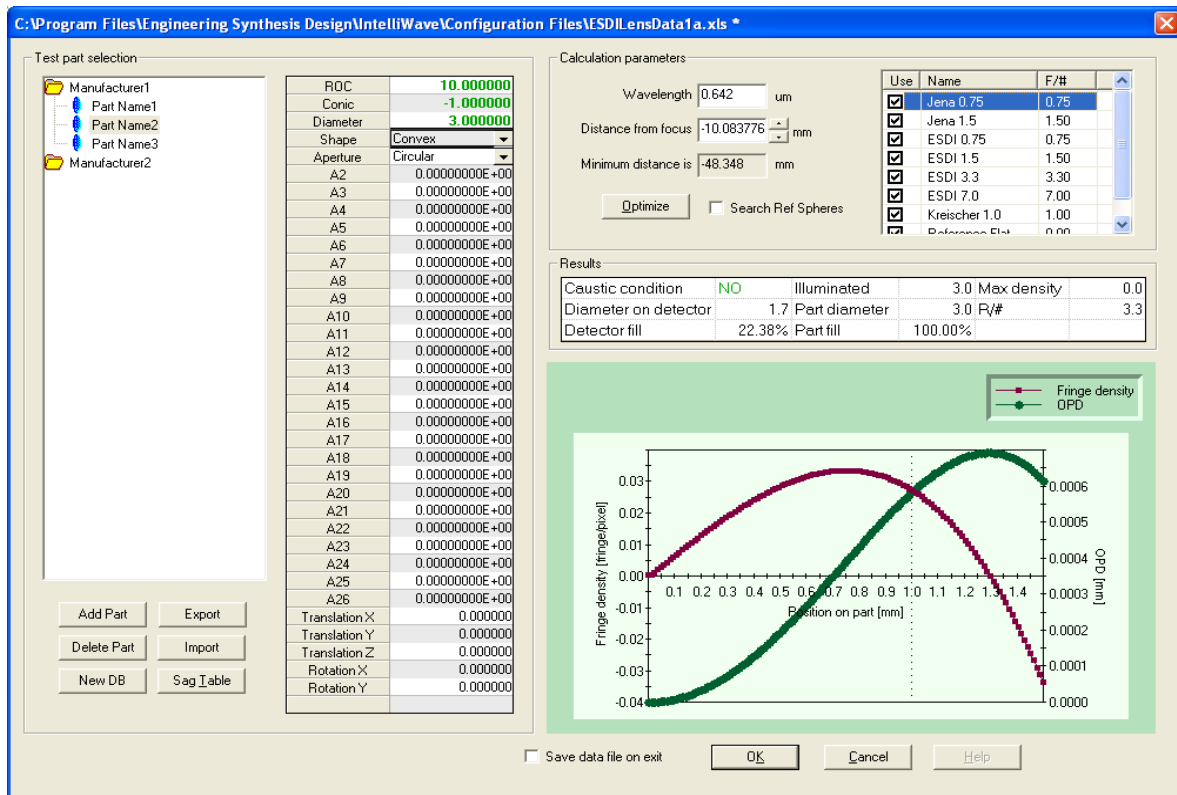 C:\Program Files\Engineering Synthesis Design\IntelliWave\Configuration Files\ESDILensData1a.xls *
Test part selection
Manufacturer1
Part Name1
Part Name2
Part Name3
Manufacturer2
ROC 10.000000
Conic -1.000000
Diameter 3.000000
Shape Convex
Aperture Circular
A2 0.00000000E+00
A3 0.00000000E+00
A4 0.00000000E+00
A5 0.00000000E+00
A6 0.00000000E+00
A7 0.00000000E+00
A8 0.00000000E+00
A9 0.00000000E+00
A10 0.00000000E+00
A11 0.00000000E+00
A12 0.00000000E+00
A13 0.00000000E+00
A14 0.00000000E+00
A15 0.00000000E+00
A16 0.00000000E+00
A17 0.00000000E+00
A18 0.00000000E+00
A19 0.00000000E+00
A20 0.00000000E+00
A21 0.00000000E+00
A22 0.00000000E+00
A23 0.00000000E+00
A24 0.00000000E+00
A25 0.00000000E+00
A26 0.00000000E+00
Translation X 0.000000
Translation Y 0.000000
Translation Z 0.000000
Rotation X 0.000000
Rotation Y 0.000000
Add Part Export
Delete Part Import
New DB Sag Table
Calculation parameters
Wavelength 0.642 um
Distance from focus -10.083776 mm
Minimum distance is -48.348 mm
Optimize Search Ref Spheres
Use Name F/#
Jena 0.75 0.75
Jena 1.5 1.50
ESDI 0.75 0.75
ESDI 1.5 1.50
ESDI 3.3 3.30
ESDI 7.0 7.00
Kreischer 1.0 1.00
Reference Flat 0.00
Results
Caustic condition NO Illuminated 3.0 Max density 0.0
Diameter on detector 1.7 Part diameter 3.0 R/# 3.3
Detector fill 22.38% Part fill 100.00%
Fringe density
OPD
Fringe density [fringe/pixel]
0.03
0.02
0.01
0.00
-0.01
-0.02
-0.03
-0.04
0.1 0.2 0.3 0.4 0.5 0.6 0.7 0.8 0.9 1.0 1.1 1.2 1.3 1.4
Position on part [mm]
0.0006
0.0005
0.0004
0.0003
0.0002
0.0001
0.0000
OPD [mm]
Save data file on exit OK Cancel Help